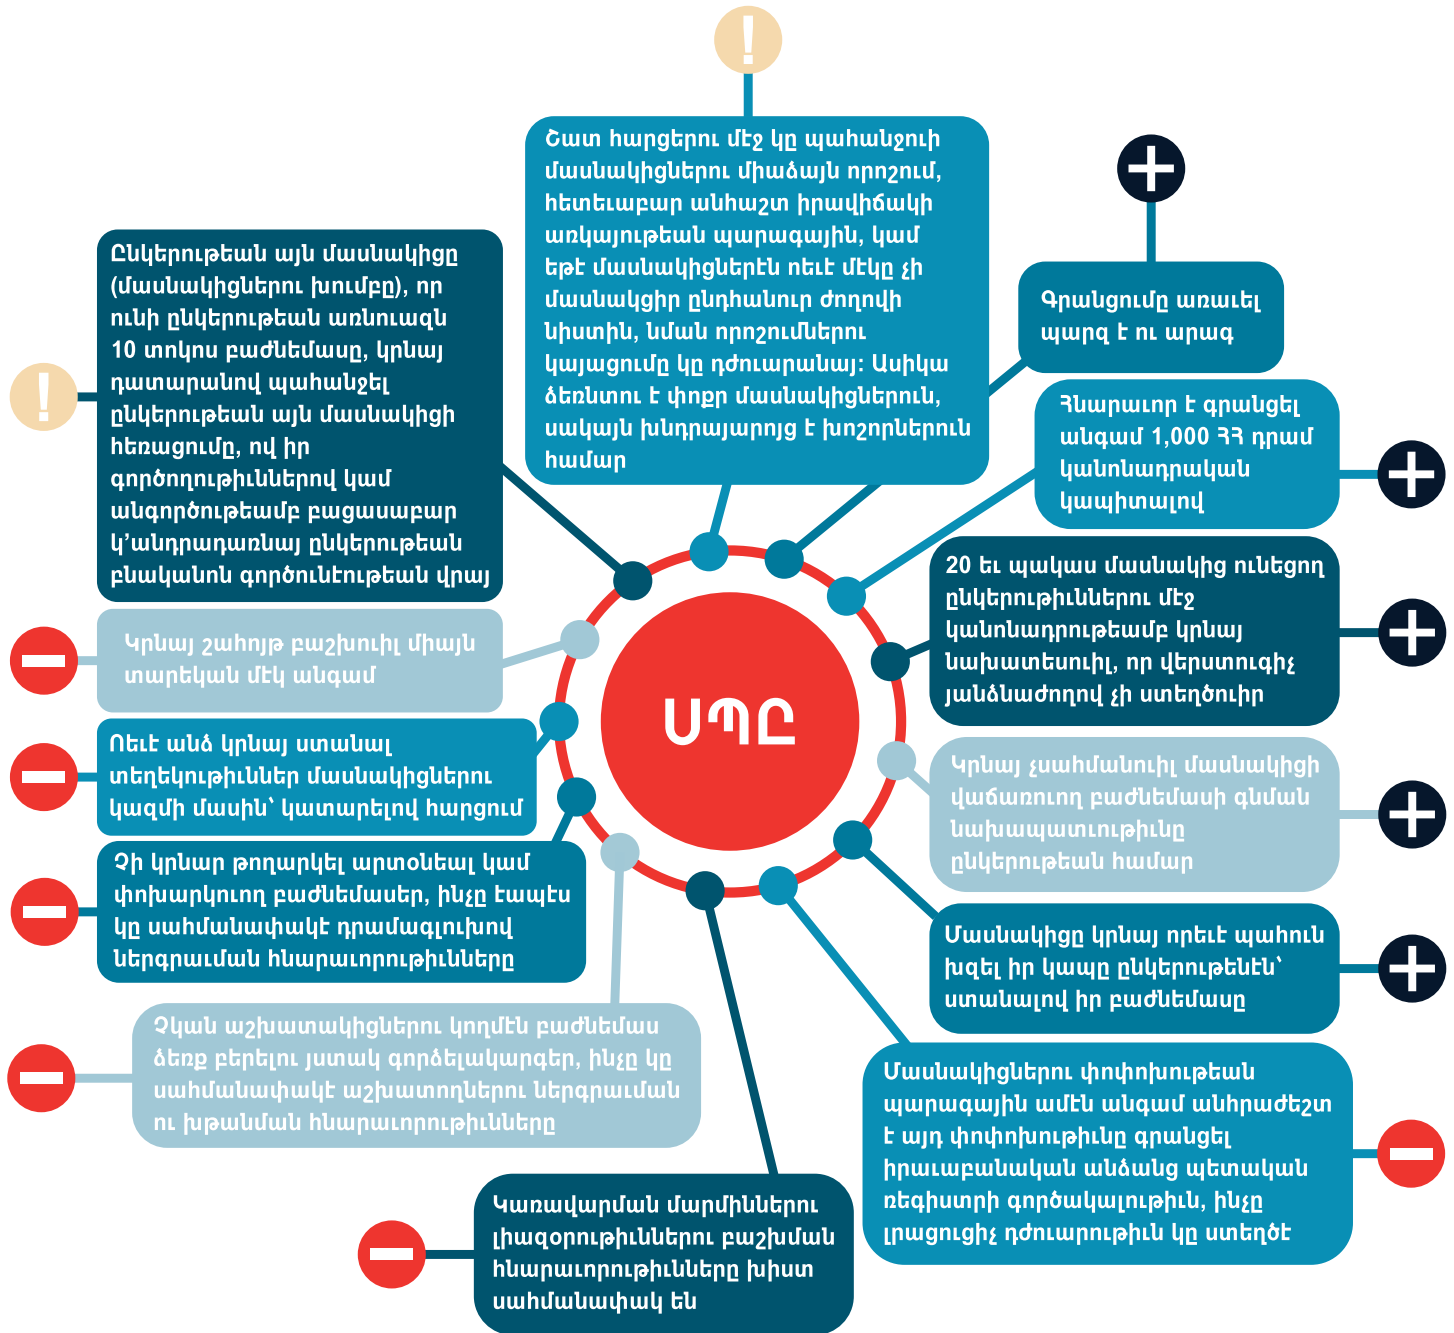 !
Շատ հարցերու մէջ կը պահանջուի
մասնակիցներու միաձայն որոշում,
հետեւաբար անհաշտ իրավիճակի
առկայութեան պարագային, կամ
եթէ մասնակիցներէն ոեւէ մէկը չի
մասնակցիր ընդհանուր ժողովի
նիստին, նման որոշումներու
կայացումը կը դժուարանայ: Ասիկա
ձեռնտու է փոքր մասնակիցներուն,
սակայն խնդրայարոյց է խոշորներուն
համար
+
Գրանցումը առաւել
պարզ է ու արագ
+
Հնարաւոր է գրանցել
անգամ 1,000 ՀՀ դրամ
կանոնադրական
կապիտալով
+
20 եւ պակաս մասնակից ունեցող
ընկերութիւններու մէջ
կանոնադրութեամբ կրնայ
նախատեսուիլ, որ վերստուգիչ
յանձնաժողով չի ստեղծուիր
+
Կրնայ չսահմանուիլ մասնակիցի
վաճառուող բաժնեմասի գնման
նախապատւութիւնը
ընկերութեան համար
+
Մասնակիցը կրնայ որեւէ պահուն
խզել իր կապը ընկերութենէն՝
ստանալով իր բաժնեմասը
+
Մասնակիցներու փոփոխութեան
պարագային ամէն անգամ անհրաժեշտ
է այդ փոփոխութիւնը գրանցել
իրաւաբանական անձանց պետական
ռեգիստրի գործակալութիւն, ինչը
լրացուցիչ դժուարութիւն կը ստեղծէ
−
Կառավարման մարմիններու
լիազօրութիւններու բաշխման
հնարաւորութիւնները խիստ
սահմանափակ են
−
Չկան աշխատակիցներու կողմէն բաժնեմաս
ձեռք բերելու յստակ գործելակարգեր, ինչը կը
սահմանափակէ աշխատողներու ներգրաւման
ու խթանման հնարաւորութիւնները
−
Չի կրնար թողարկել արտօնեալ կամ
փոխարկուող բաժնեմասեր, ինչը էապէս
կը սահմանափակէ դրամագլուխով
ներգրաւման հնարաւորութիւնները
−
Ոեւէ անձ կրնայ ստանալ
տեղեկութիւններ մասնակիցներու
կազմի մասին՝ կատարելով հարցում
−
Կրնայ շահոյթ բաշխուիլ միայն
տարեկան մէկ անգամ
−
Ընկերութեան այն մասնակիցը
(մասնակիցներու խումբը), որ
ունի ընկերութեան առնուազն
10 տոկոս բաժնեմասը, կրնայ
դատարանով պահանջել
ընկերութեան այն մասնակիցի
հեռացումը, ով իր
գործողութիւններով կամ
անգործութեամբ բացասաբար
կ՚անդրադառնայ ընկերութեան
բնականոն գործունէութեան վրայ
!
ՍՊԸ